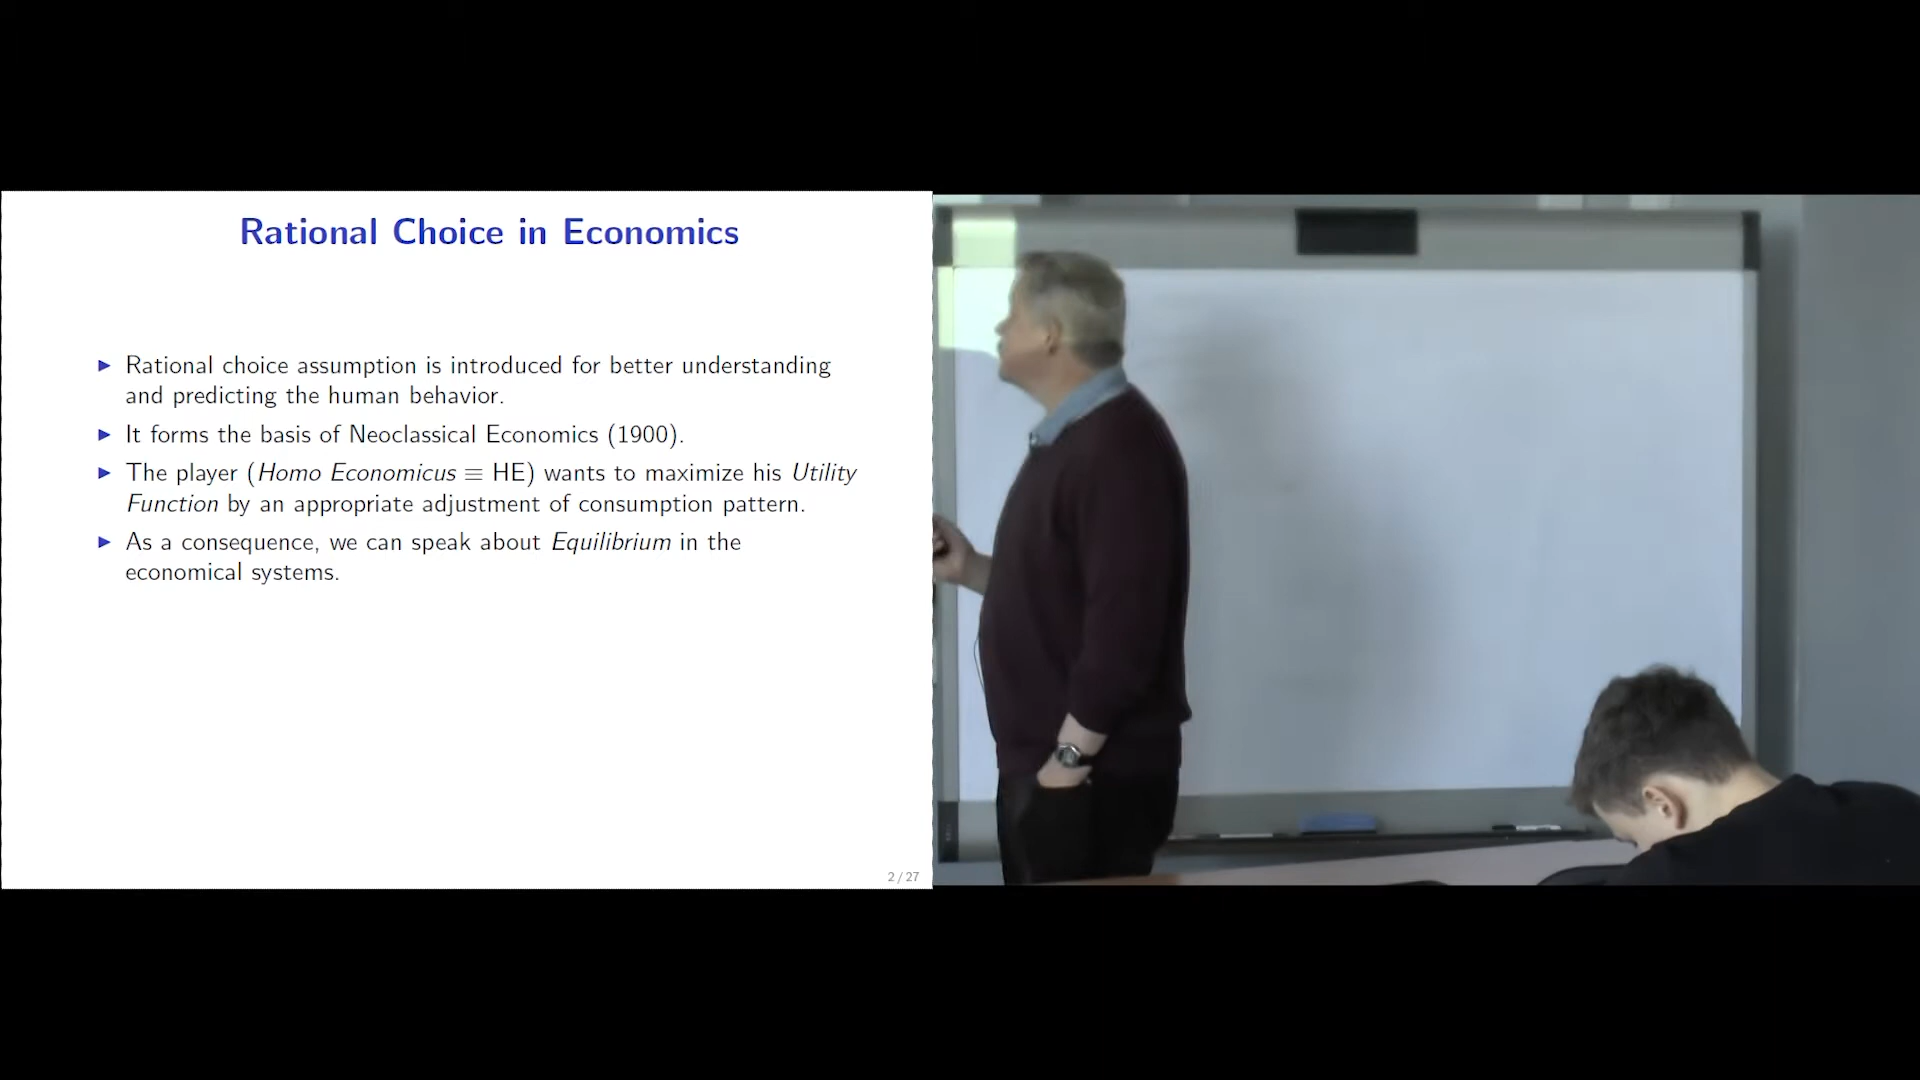 Rational Choice in Economics
▶ Rational choice assumption is introduced for better understanding
and predicting the human behavior.
▶ It forms the basis of Neoclassical Economics (1900).
▶ The player (Homo Economicus ≡ HE) wants to maximize his Utility
Function by an appropriate adjustment of consumption pattern.
▶ As a consequence, we can speak about Equilibrium in the
economical systems.
2 / 27